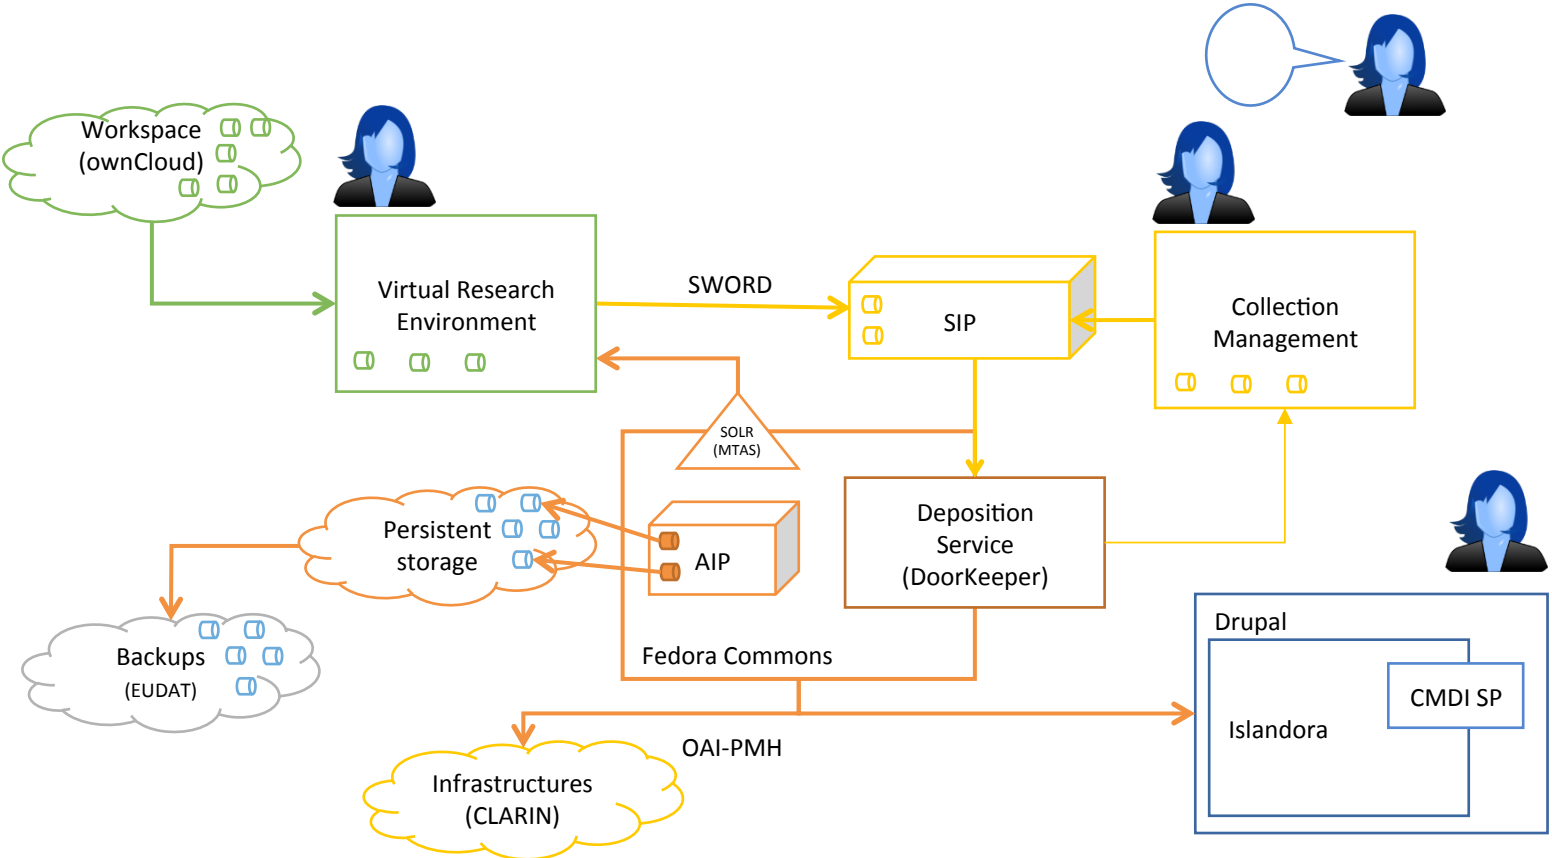 Workspace
(ownCloud)
Virtual Research
Environment
SWORD
SIP
Collection
Management
SOLR
(MTAS)
Persistent
storage
AIP
Deposition
Service
(DoorKeeper)
Backups
(EUDAT)
Fedora Commons
Drupal
CMDI SP
Islandora
OAI-PMH
Infrastructures
(CLARIN)